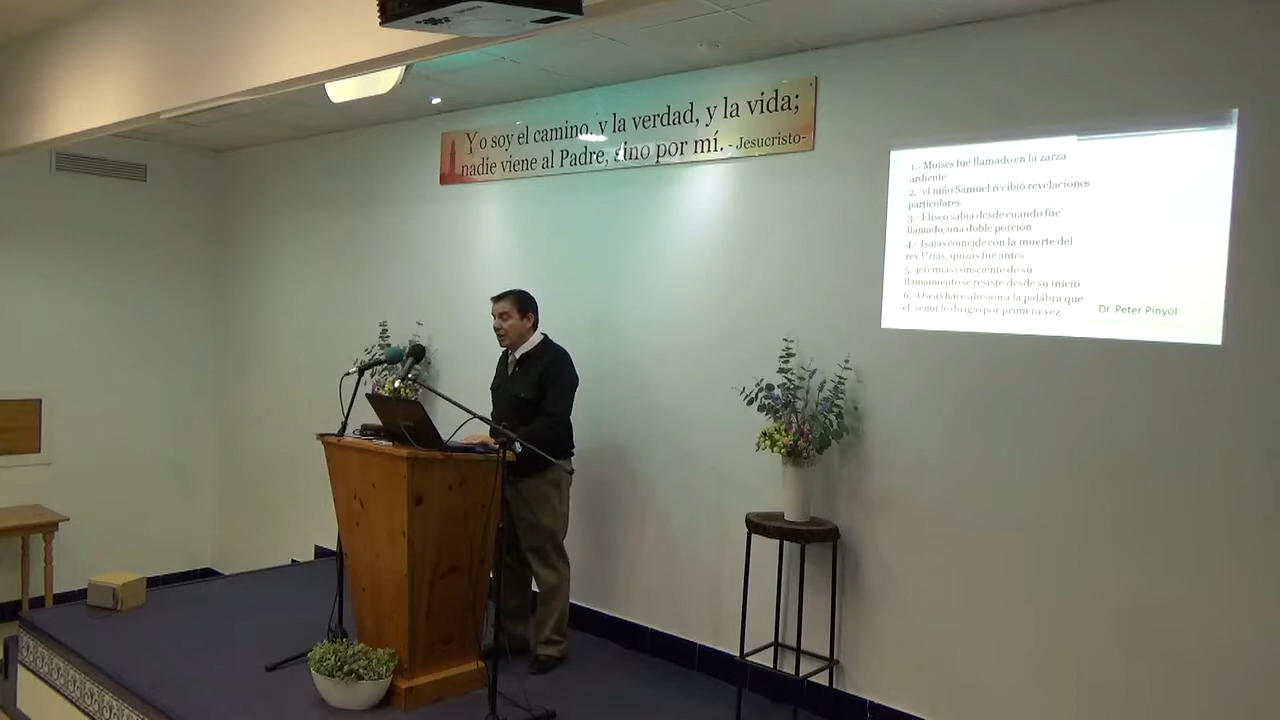 Yo soy el camino, y la verdad, y la vida;
nadie viene al Padre, sino por mí. - Jesucristo-
1.- Moises fue llamado en la zarza
ardiente
2.- el niño Samuel recibió revelaciones
particulares
3.- Eliseo sabia desde cuando fue
llamado, una doble porción
4.- Isaías coincide con la muerte del
rey Uzías, quizás fue antes
5.- jeremías consciente de su
llamamiento se resiste desde su inicio
6.- Oseas hace alusion a la palabra que
el señor le dirigio por primera vez
Dr. Peter Pinyol